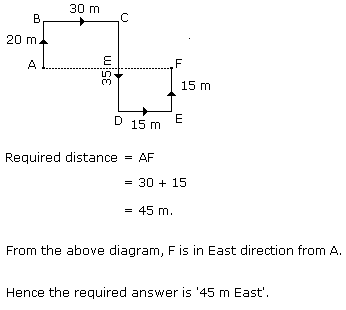 30 m
B C
20 m
A F
35 m
15 m
D 15 m E
Required distance = AF
= 30 + 15
= 45 m.
From the above diagram, F is in East direction from A.
Hence the required answer is '45 m East'.